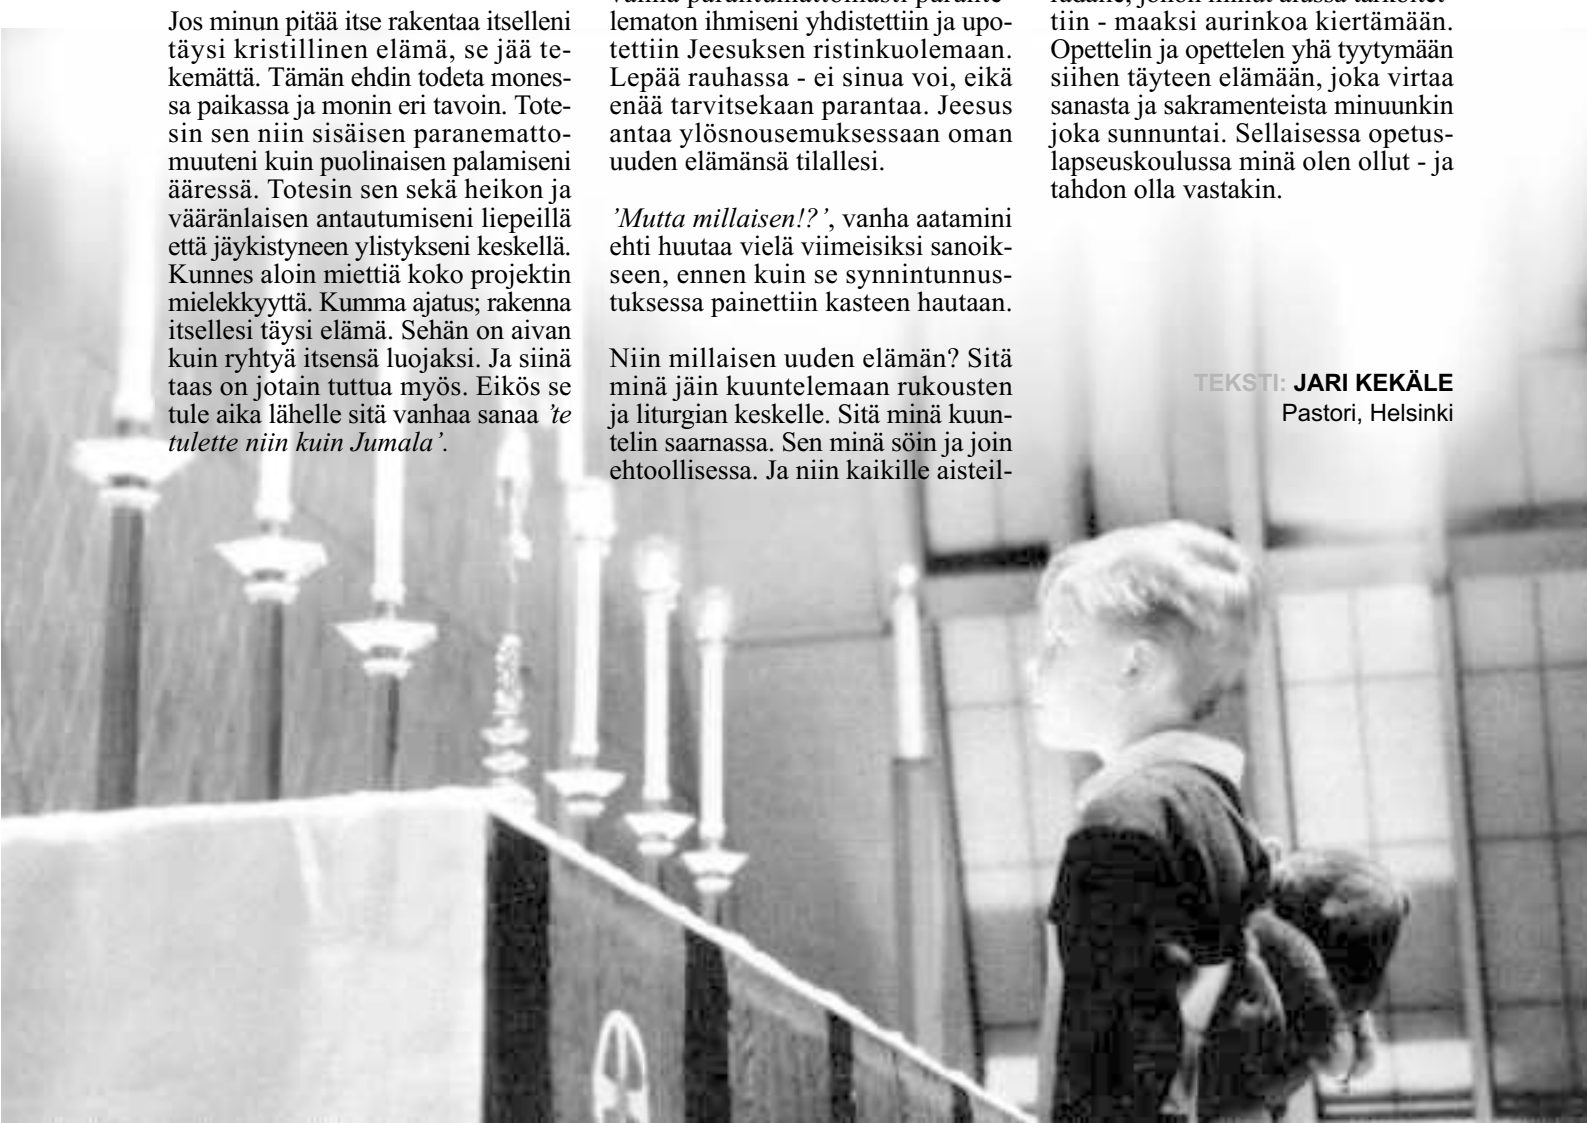 Jos minun pitää itse rakentaa itselleni
täysi kristillinen elämä, se jää te-
kemättä. Tämän ehdin todeta mones-
sa paikassa ja monin eri tavoin. Tote-
sin sen niin sisäisen paranematto-
muuteni kuin puolinaisen palamiseni
ääressä. Totesin sen sekä heikon ja
vääränlaisen antautumiseni liepeillä
että jäykistyneen ylistykseni keskellä.
Kunnes aloin miettiä koko projektin
mielekkyyttä. Kumma ajatus; rakenna
itsellesi täysi elämä. Sehän on aivan
kuin ryhtyä itsensä luojaksi. Ja siinä
taas on jotain tuttua myös. Eikös se
tule aika lähelle sitä vanhaa sanaa ’te
tulette niin kuin Jumala’.
lematon ihmiseni yhdistettiin ja upo-
tettiin Jeesuksen ristinkuolemaan.
Lepää rauhassa - ei sinua voi, eikä
enää tarvitsekaan parantaa. Jeesus
antaa ylösnousemuksessaan oman
uuden elämänsä tilallesi.
’Mutta millaisen!?’, vanha aatamini
ehti huutaa vielä viimeisiksi sanoik-
seen, ennen kuin se synnintunnus-
tuksessa painettiin kasteen hautaan.
Niin millaisen uuden elämän? Sitä
minä jäin kuuntelemaan rukousten
ja liturgian keskelle. Sitä minä kuun-
telin saarnassa. Sen minä söin ja join
ehtoollisessa. Ja niin kaikille aisteil-
tiin - maaksi aurinkoa kiertämään.
Opettelin ja opettelen yhä tyytymään
siihen täyteen elämään, joka virtaa
sanasta ja sakramenteista minuunkin
joka sunnuntai. Sellaisessa opetus-
lapseuskoulussa minä olen ollut - ja
tahdon olla vastakin.
TEKSTI: JARI KEKÄLE
Pastori, Helsinki